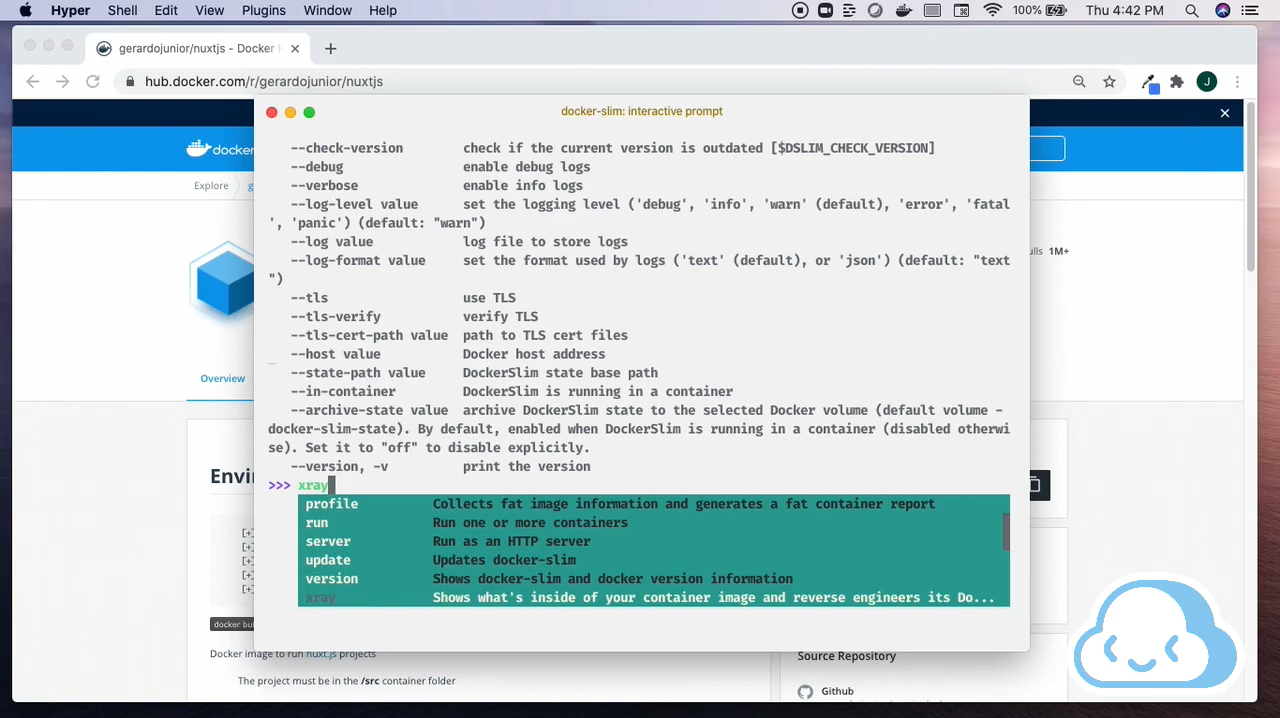 Hyper Shell Edit View Plugins Window Help 100% Thu 4:42 PM
gerardojunior/nuxtjs - Docker
hub.docker.com/r/gerardojunior/nuxtjs J
docker-slim: interactive prompt
docker
--check-version check if the current version is outdated [$DSLIM_CHECK_VERSION]
--debug enable debug logs
--verbose enable info logs
Explore
--log-level value set the logging level ('debug', 'info', 'warn' (default), 'error', 'fatal
', 'panic') (default: "warn")
--log value log file to store logs
1M+
--log-format value set the format used by logs ('text' (default), or 'json') (default: "text
")
--tls use TLS
--tls-verify verify TLS
--tls-cert-path value path to TLS cert files
--host value Docker host address
--state-path value DockerSlim state base path
Overview
--in-container DockerSlim is running in a container
--archive-state value archive DockerSlim state to the selected Docker volume (default volume -
docker-slim-state). By default, enabled when DockerSlim is running in a container (disabled otherwi
se). Set it to "off" to disable explicitly.
--version, -v print the version
>>> xray
profile Collects fat image information and generates a fat container report
run Run one or more containers
server Run as an HTTP server
update Updates docker-slim
version Shows docker-slim and docker version information
xray Shows what's inside of your container image and reverse engineers its Do...
[+]
[+]
[+]
[+]
[+]
docker bui
Docker image to run nuxt.js projects
Source Repository
The project must be in the /src container folder
Github